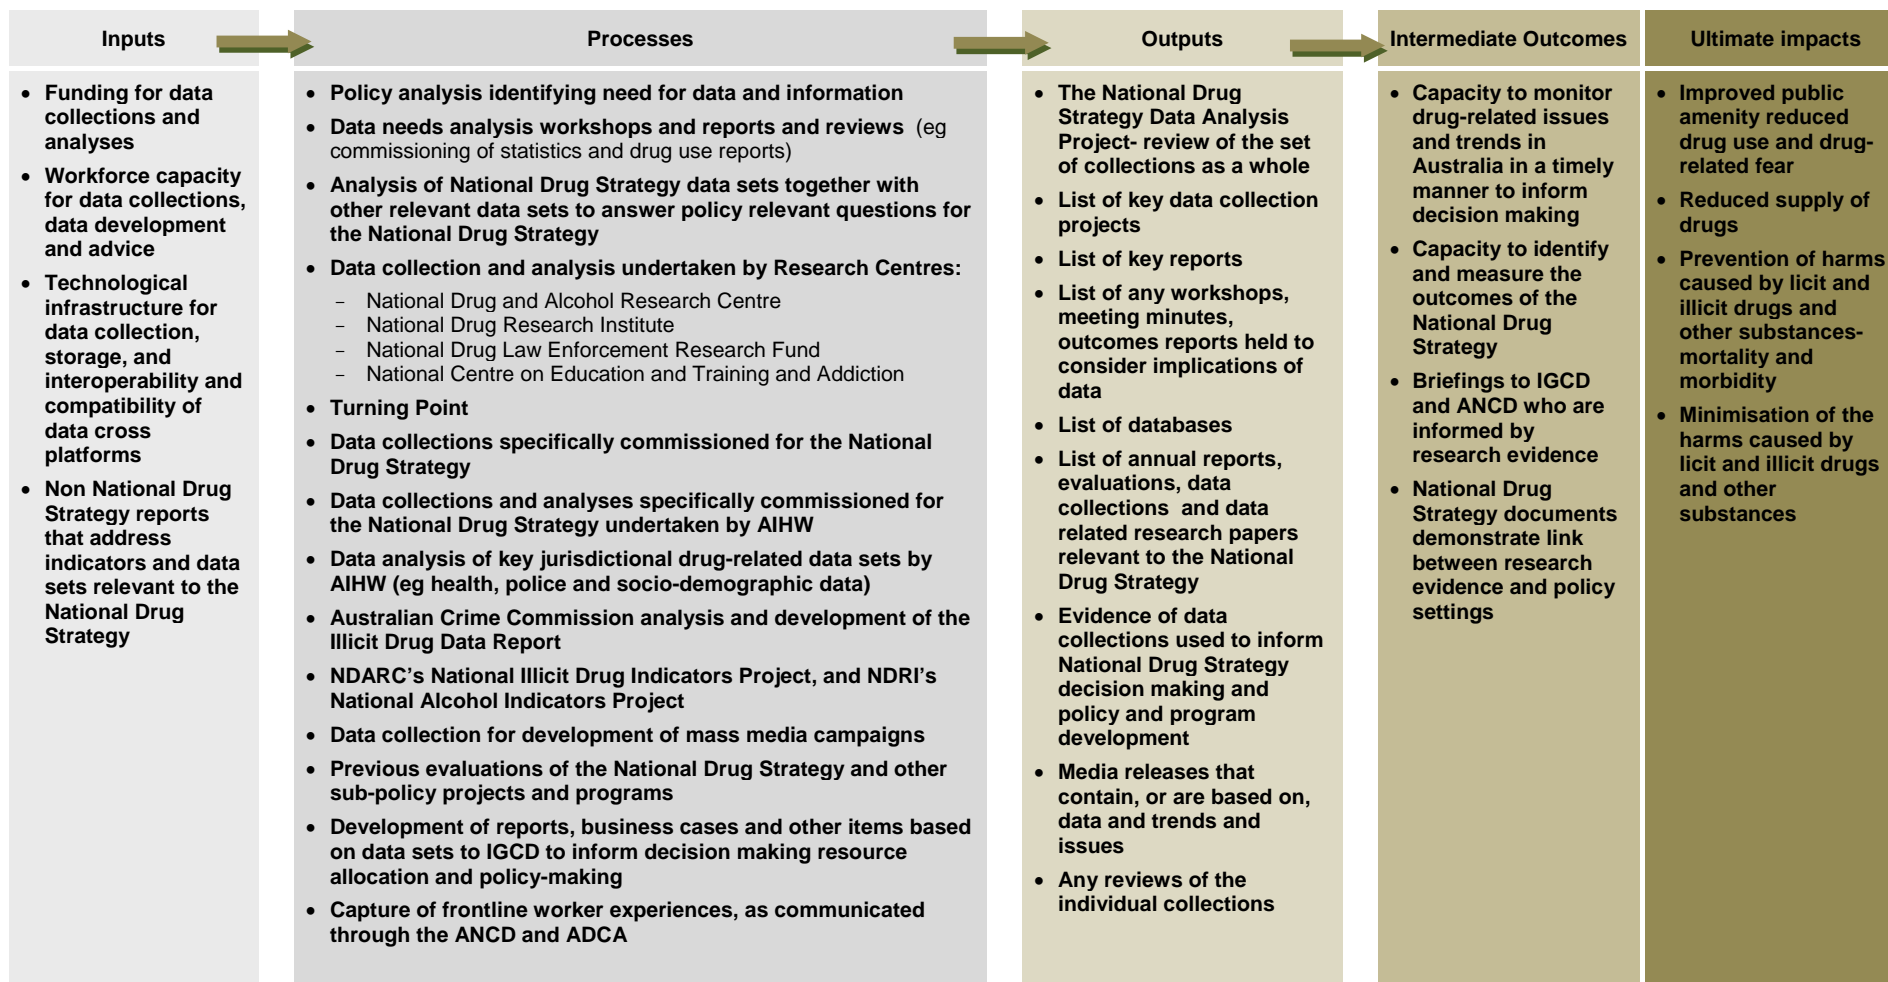 Inputs
Processes
Outputs
Intermediate Outcomes
Ultimate impacts
• Funding for data
collections and
analyses
• Workforce capacity
for data collections,
data development
and advice
• Technological
infrastructure for
data collection,
storage, and
interoperability and
compatibility of
data cross
platforms
• Non National Drug
Strategy reports
that address
indicators and data
sets relevant to the
National Drug
Strategy
• Policy analysis identifying need for data and information
• Data needs analysis workshops and reports and reviews (eg
commissioning of statistics and drug use reports)
• Analysis of National Drug Strategy data sets together with
other relevant data sets to answer policy relevant questions for
the National Drug Strategy
• Data collection and analysis undertaken by Research Centres:
– National Drug and Alcohol Research Centre
– National Drug Research Institute
– National Drug Law Enforcement Research Fund
– National Centre on Education and Training and Addiction
• Turning Point
• Data collections specifically commissioned for the National
Drug Strategy
• Data collections and analyses specifically commissioned for
the National Drug Strategy undertaken by AIHW
• Data analysis of key jurisdictional drug-related data sets by
AIHW (eg health, police and socio-demographic data)
• Australian Crime Commission analysis and development of the
Illicit Drug Data Report
• NDARC’s National Illicit Drug Indicators Project, and NDRI’s
National Alcohol Indicators Project
• Data collection for development of mass media campaigns
• Previous evaluations of the National Drug Strategy and other
sub-policy projects and programs
• Development of reports, business cases and other items based
on data sets to IGCD to inform decision making resource
allocation and policy-making
• Capture of frontline worker experiences, as communicated
through the ANCD and ADCA
• The National Drug
Strategy Data Analysis
Project- review of the set
of collections as a whole
• List of key data collection
projects
• List of key reports
• List of any workshops,
meeting minutes,
outcomes reports held to
consider implications of
data
• List of databases
• List of annual reports,
evaluations, data
collections and data
related research papers
relevant to the National
Drug Strategy
• Evidence of data
collections used to inform
National Drug Strategy
decision making and
policy and program
development
• Media releases that
contain, or are based on,
data and trends and
issues
• Any reviews of the
individual collections
• Capacity to monitor
drug-related issues
and trends in
Australia in a timely
manner to inform
decision making
• Capacity to identify
and measure the
outcomes of the
National Drug
Strategy
• Briefings to IGCD
and ANCD who are
informed by
research evidence
• National Drug
Strategy documents
demonstrate link
between research
evidence and policy
settings
• Improved public
amenity reduced
drug use and drug-
related fear
• Reduced supply of
drugs
• Prevention of harms
caused by licit and
illicit drugs and
other substances-
mortality and
morbidity
• Minimisation of the
harms caused by
licit and illicit drugs
and other
substances